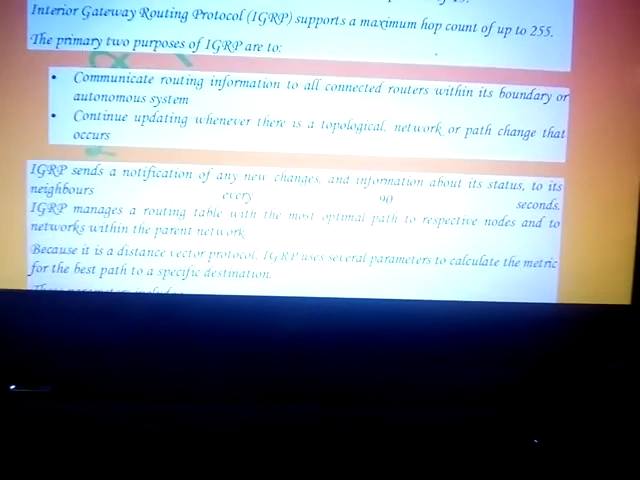 Interior Gateway Routing Protocol (IGRP) supports a maximum hop count of up to 255.
The primary two purposes of IGRP are to:
• Communicate routing information to all connected routers within its boundary or
autonomous system
• Continue updating whenever there is a topological, network or path change that
occurs
IGRP sends a notification of any new changes, and information about its status, to its
neighbours every 90 seconds.
IGRP manages a routing table with the most optimal path to respective nodes and to
networks within the parent network
Because it is a distance vector protocol, IGRP uses several parameters to calculate the metric
for the best path to a specific destination.